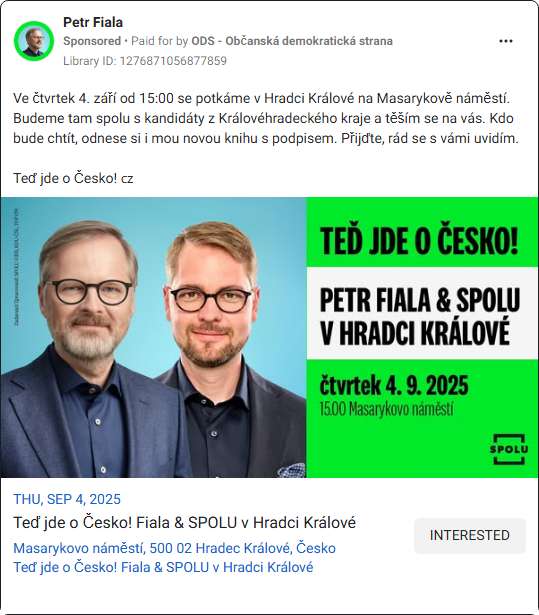 Petr Fiala
Sponsored • Paid for by ODS - Občanská demokratická strana
Library ID: 1276871056877859
Ve čtvrtek 4. září od 15:00 se potkáme v Hradci Králové na Masarykově náměstí.
Budeme tam spolu s kandidáty z Královéhradeckého kraje a těším se na vás. Kdo
bude chtít, odnese si i mou novou knihu s podpisem. Přijďte, rád se s vámi uvidím.
Teď jde o Česko! cz
TEĎ JDE O ČESKO!
PETR FIALA & SPOLU
V HRADCI KRÁLOVÉ
čtvrtek 4. 9. 2025
15.00 Masarykovo náměstí
SPOLU
THU, SEP 4, 2025
Teď jde o Česko! Fiala & SPOLU v Hradci Králové
Masarykovo náměstí, 500 02 Hradec Králové, Česko
Teď jde o Česko! Fiala & SPOLU v Hradci Králové
INTERESTED